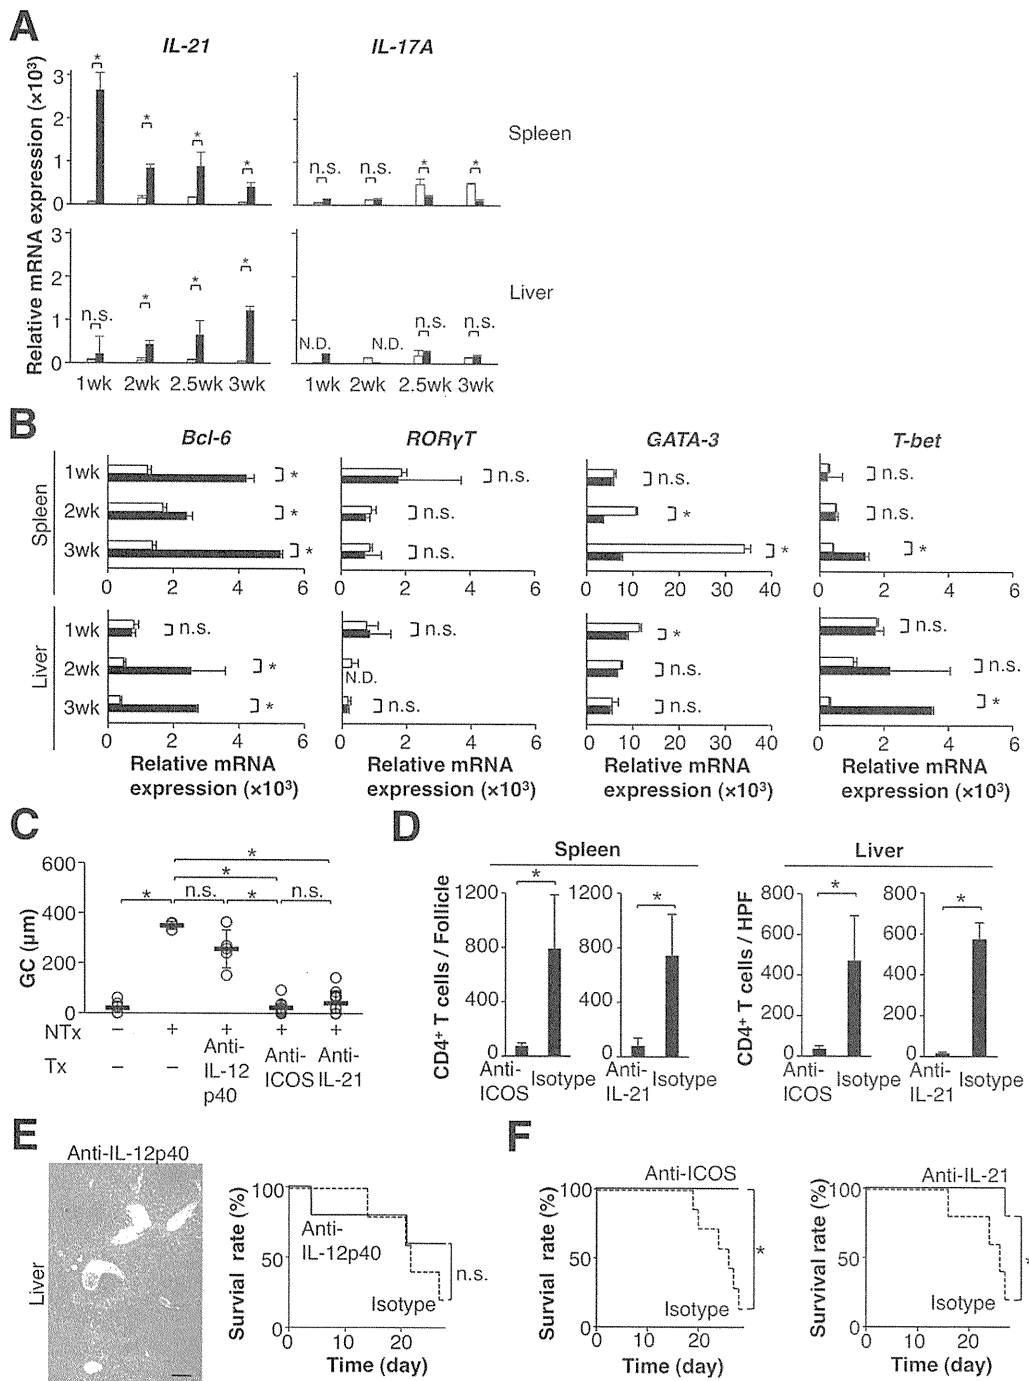 A
IL-21
IL-17A
Relative mRNA expression (×10³)
3
2
1
0
*
*
*
*
n.s.
n.s.
*
*
Spleen
3
2
1
0
n.s.
*
*
*
N.D.
N.D.
n.s.
n.s.
Liver
1wk 2wk 2.5wk 3wk
1wk 2wk 2.5wk 3wk
B
Bcl-6
RORγT
GATA-3
T-bet
Spleen
1wk
2wk
3wk
*
*
*
n.s.
n.s.
n.s.
n.s.
*
*
n.s.
n.s.
*
0 2 4 6
0 2 4 6
0 10 20 30 40
0 2 4 6
Liver
1wk
2wk
3wk
n.s.
*
*
n.s.
N.D.
n.s.
*
n.s.
n.s.
n.s.
n.s.
*
0 2 4 6
0 2 4 6
0 10 20 30 40
0 2 4 6
Relative mRNA
expression (×10³)
Relative mRNA
expression (×10³)
Relative mRNA
expression (×10³)
Relative mRNA
expression (×10³)
C
GC (μm)
600
400
200
0
*
*
* n.s. * n.s.
NTx − + + + +
Tx − − Anti-IL-12 p40 Anti-ICOS Anti-IL-21
D
Spleen
Liver
CD4⁺ T cells / Follicle
1200
800
400
0
*
Anti-ICOS Isotype
1200
800
400
0
*
Anti-IL-21 Isotype
CD4⁺ T cells / HPF
800
600
400
200
0
*
Anti-ICOS Isotype
800
600
400
200
0
*
Anti-IL-21 Isotype
E
Anti-IL-12p40
Liver
Survial rate (%)
100
50
0
Anti-
IL-12p40
Isotype
n.s.
0 10 20
Time (day)
F
Anti-ICOS
Survial rate (%)
100
50
0
Isotype
*
0 10 20
Time (day)
Anti-IL-21
Survival rate (%)
100
50
0
Isotype
*
0 10 20
Time (day)